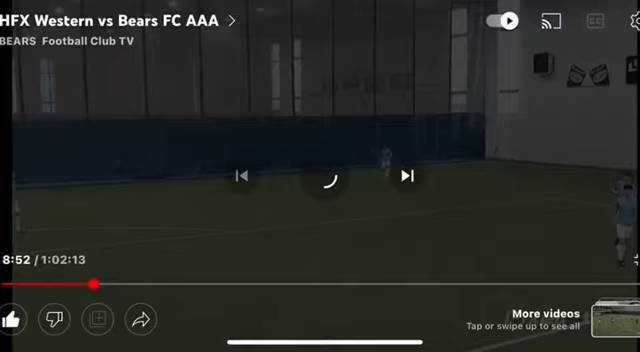 HFX Western vs Bears FC AAA
BEARS Football Club TV
CC
8:52 / 1:02:13
More videos
Tap or swipe up to see all